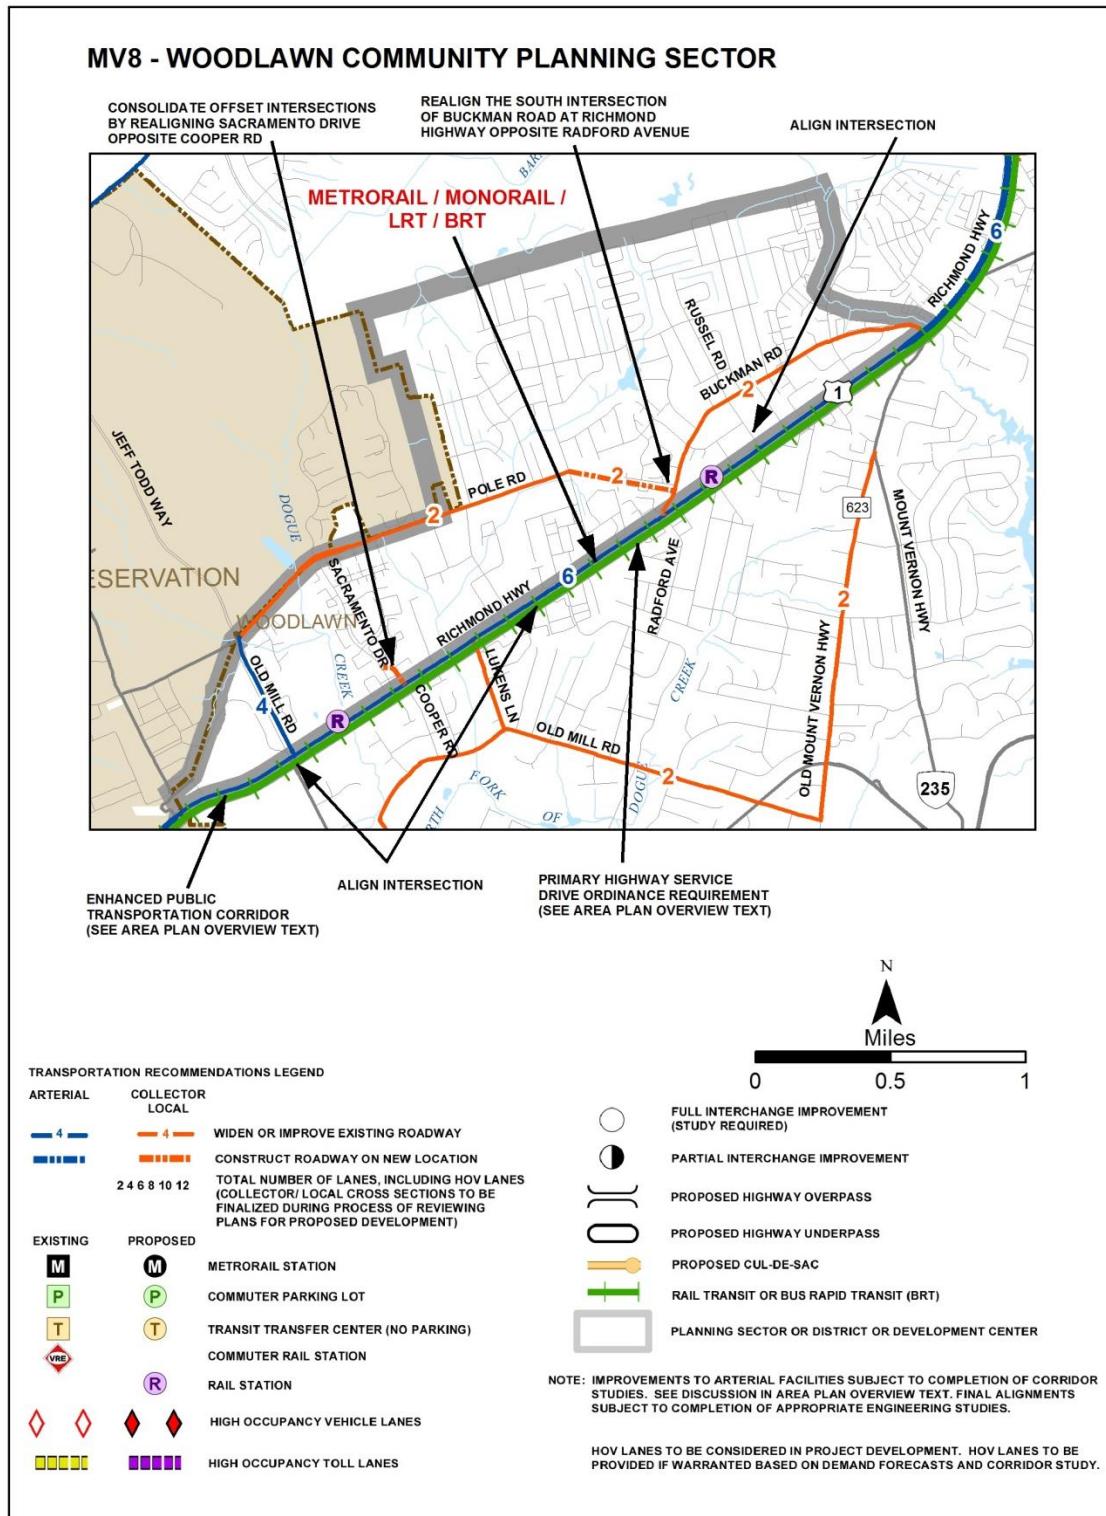 MV8 - WOODLAWN COMMUNITY PLANNING SECTOR
CONSOLIDATE OFFSET INTERSECTIONS
BY REALIGNING SACRAMENTO DRIVE
OPPOSITE COOPER RD
REALIGN THE SOUTH INTERSECTION
OF BUCKMAN ROAD AT RICHMOND
HIGHWAY OPPOSITE RADFORD AVENUE
ALIGN INTERSECTION
METRORAIL / MONORAIL /
LRT / BRT
6
RICHMOND HWY
RUSSEL RD
BUCKMAN RD
2
1
JEFF TODD WAY
DOGUE
POLE RD
2
2
R
623
MOUNT VERNON HWY
ESERVATION
WOODLAWN
SACRAMENTO DR
RICHMOND HWY
6
RADFORD AVE
2
OLD MILL RD
4
CREEK
R
COOPER RD
LUKENS LN
OLD MILL RD
2
CREEK
OLD MOUNT VERNON HWY
FORK
OF
DOGUE
235
ALIGN INTERSECTION
ENHANCED PUBLIC
TRANSPORTATION CORRIDOR
(SEE AREA PLAN OVERVIEW TEXT)
PRIMARY HIGHWAY SERVICE
DRIVE ORDINANCE REQUIREMENT
(SEE AREA PLAN OVERVIEW TEXT)
N
Miles
0 0.5 1
TRANSPORTATION RECOMMENDATIONS LEGEND
ARTERIAL COLLECTOR
LOCAL
4 4 WIDEN OR IMPROVE EXISTING ROADWAY
CONSTRUCT ROADWAY ON NEW LOCATION
2 4 6 8 10 12 TOTAL NUMBER OF LANES, INCLUDING HOV LANES
(COLLECTOR/ LOCAL CROSS SECTIONS TO BE
FINALIZED DURING PROCESS OF REVIEWING
PLANS FOR PROPOSED DEVELOPMENT)
EXISTING PROPOSED
M M METRORAIL STATION
P P COMMUTER PARKING LOT
T T TRANSIT TRANSFER CENTER (NO PARKING)
VRE COMMUTER RAIL STATION
R RAIL STATION
HIGH OCCUPANCY VEHICLE LANES
HIGH OCCUPANCY TOLL LANES
FULL INTERCHANGE IMPROVEMENT
(STUDY REQUIRED)
PARTIAL INTERCHANGE IMPROVEMENT
PROPOSED HIGHWAY OVERPASS
PROPOSED HIGHWAY UNDERPASS
PROPOSED CUL-DE-SAC
RAIL TRANSIT OR BUS RAPID TRANSIT (BRT)
PLANNING SECTOR OR DISTRICT OR DEVELOPMENT CENTER
NOTE: IMPROVEMENTS TO ARTERIAL FACILITIES SUBJECT TO COMPLETION OF CORRIDOR
STUDIES. SEE DISCUSSION IN AREA PLAN OVERVIEW TEXT. FINAL ALIGNMENTS
SUBJECT TO COMPLETION OF APPROPRIATE ENGINEERING STUDIES.
HOV LANES TO BE CONSIDERED IN PROJECT DEVELOPMENT. HOV LANES TO BE
PROVIDED IF WARRANTED BASED ON DEMAND FORECASTS AND CORRIDOR STUDY.